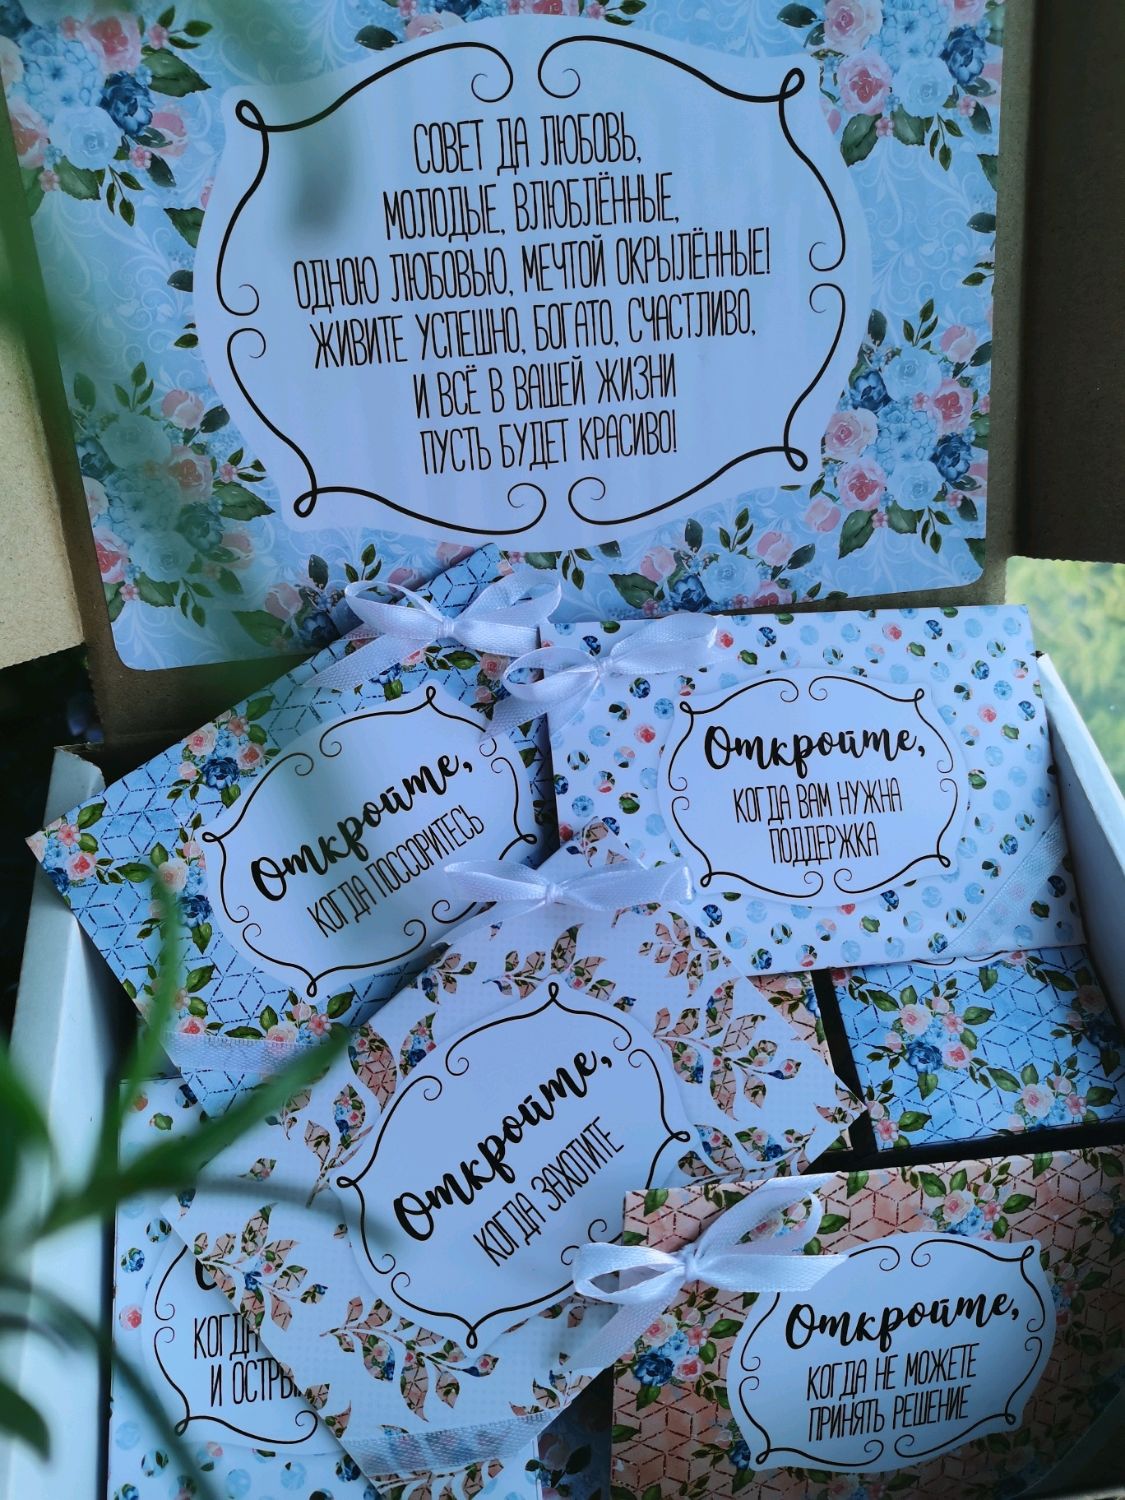 СОВЕТ ДА ЛЮБОВЬ,
МОЛОДЫЕ, ВЛЮБЛЁННЫЕ,
ОДНОЮ ЛЮБОВЬЮ, МЕЧТОЙ ОКРЫЛЁННЫЕ!
ЖИВИТЕ УСПЕШНО, БОГАТО, СЧАСТЛИВО,
И ВСЁ В ВАШЕЙ ЖИЗНИ
ПУСТЬ БУДЕТ КРАСИВО!
Откройте,
КОГДА ПОССОРИТЕСЬ
Откройте,
КОГДА ВАМ НУЖНА
ПОДДЕРЖКА
Откройте,
КОГДА ЗАХОТИТЕ
КОГДА
И
Откройте,
КОГДА НЕ МОЖЕТЕ
ПРИНЯТЬ РЕШЕНИЕ